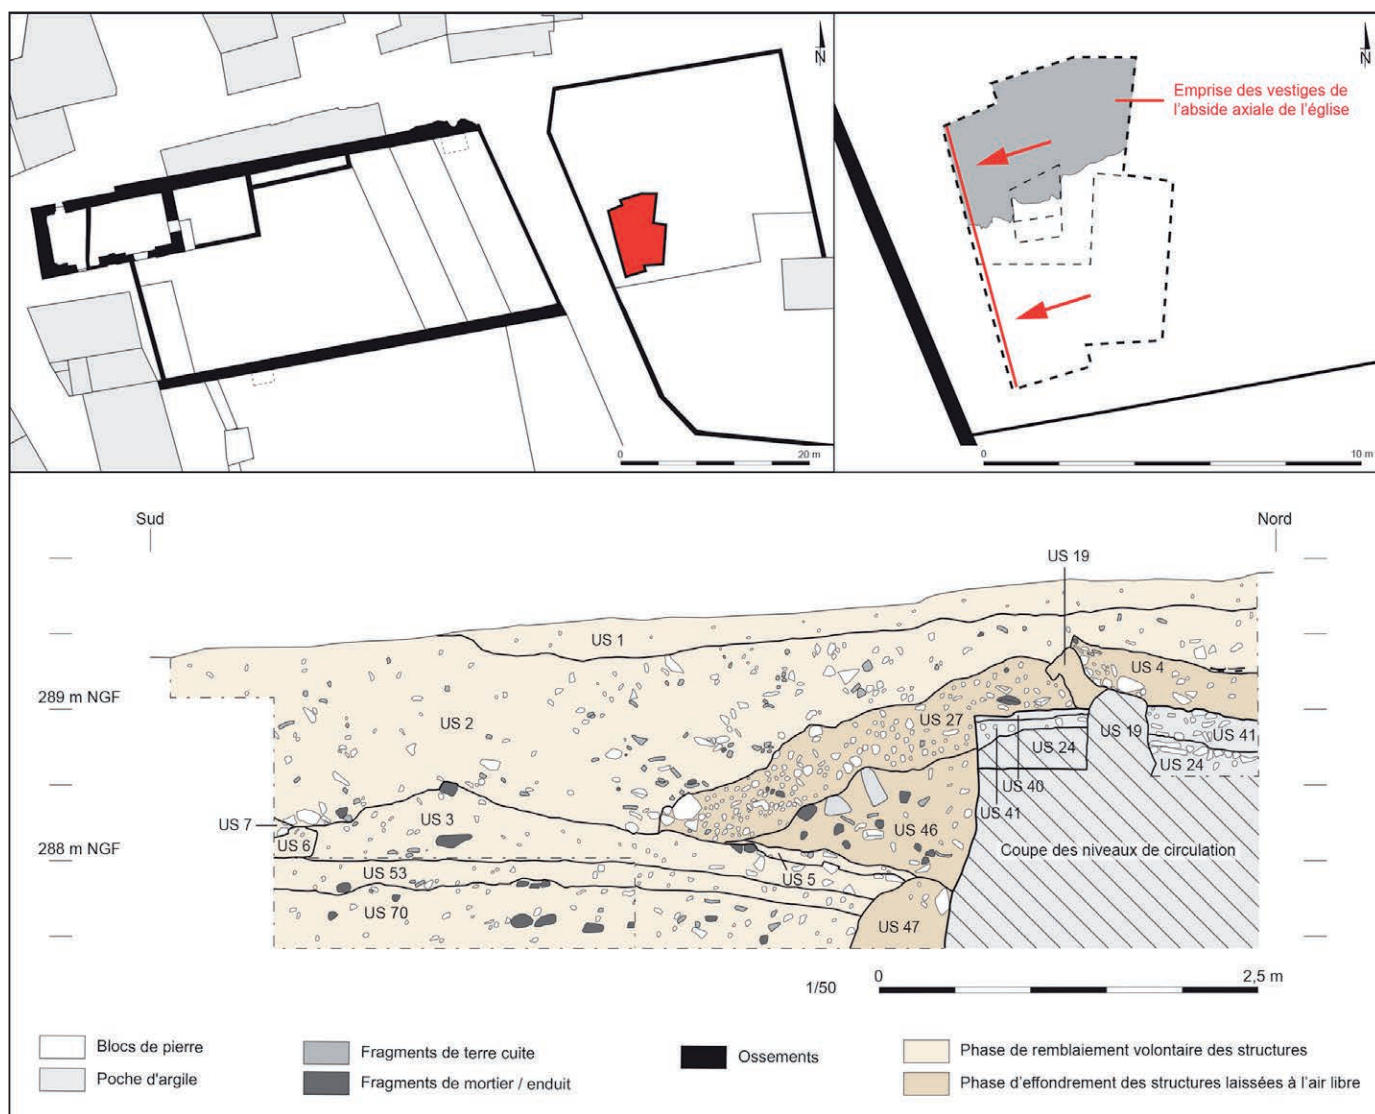 N
0
20 m
N
Emprise des vestiges de
l'abside axiale de l'église
0
10 m
Sud
Nord
US 19
US 1
US 4
289 m NGF
US 2
US 27
US 19
US 41
US 24
US 24
US 40
US 41
US 7
US 3
US 46
US 6
288 m NGF
Coupe des niveaux de circulation
US 53
US 5
US 70
US 47
1/50
0
2,5 m
Blocs de pierre
Poche d'argile
Fragments de terre cuite
Fragments de mortier / enduit
Ossements
Phase de remblaiement volontaire des structures
Phase d'effondrement des structures laissées à l'air libre